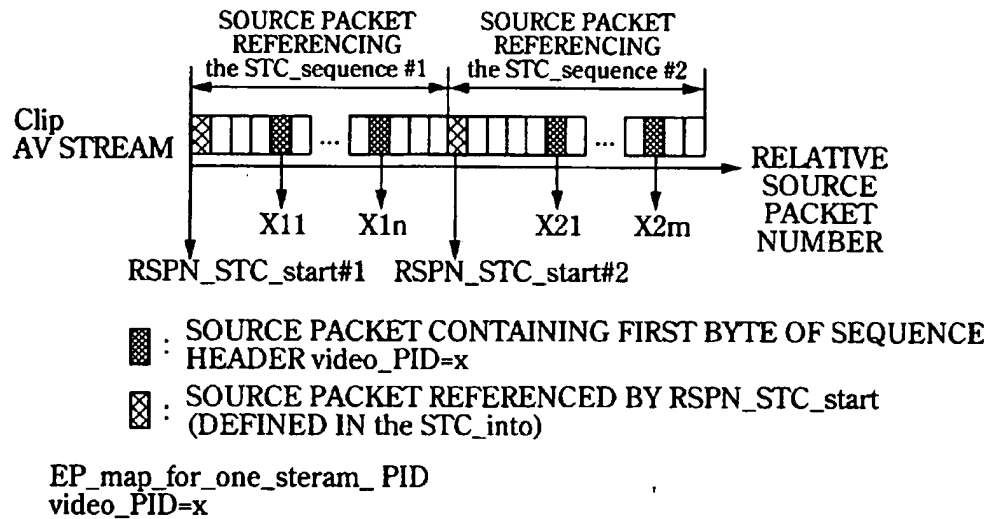 SOURCE PACKET
REFERENCING
the STC_sequence #1
SOURCE PACKET
REFERENCING
the STC_sequence #2
Clip
AV STREAM
...
...
RELATIVE
SOURCE
PACKET
NUMBER
X11
X1n
X21
X2m
RSPN_STC_start#1
RSPN_STC_start#2
: SOURCE PACKET CONTAINING FIRST BYTE OF SEQUENCE
HEADER video_PID=x
: SOURCE PACKET REFERENCED BY RSPN_STC_start
(DEFINED IN the STC_into)
EP_map_for_one_steram_ PID
video_PID=x